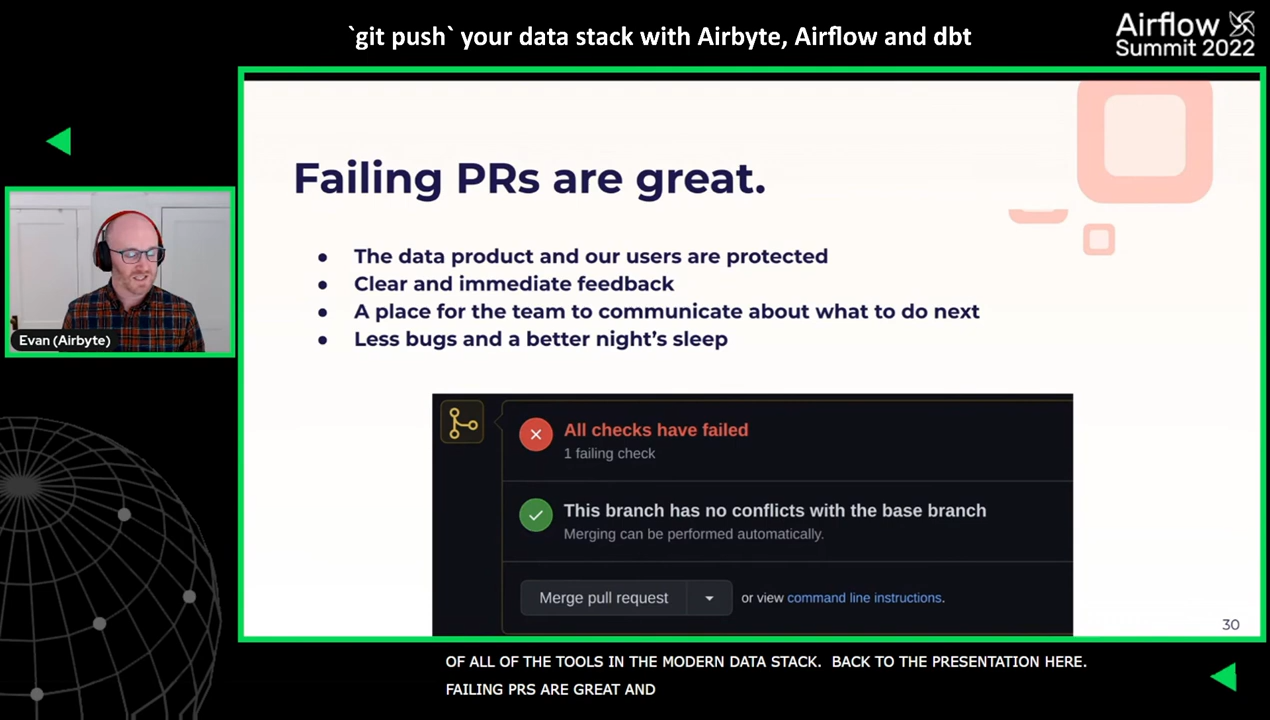 `git push` your data stack with Airbyte, Airflow and dbt
Airflow
Summit 2022
Failing PRs are great.
● The data product and our users are protected
● Clear and immediate feedback
● A place for the team to communicate about what to do next
● Less bugs and a better night’s sleep
Evan (Airbyte)
All checks have failed
1 failing check
This branch has no conflicts with the base branch
Merging can be performed automatically.
Merge pull request
or view command line instructions.
30
OF ALL OF THE TOOLS IN THE MODERN DATA STACK.  BACK TO THE PRESENTATION HERE.
FAILING PRS ARE GREAT AND